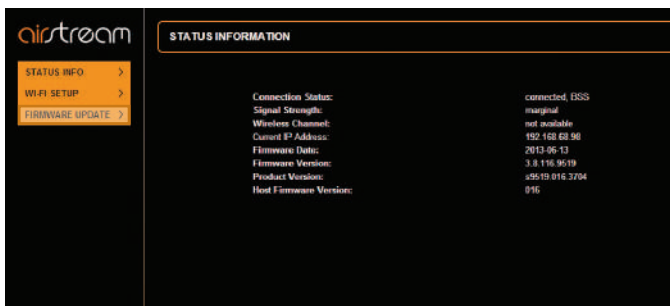 airstream
STATUS INFORMATION
STATUS INFO >
WI-FI SETUP >
FIRMWARE UPDATE >
Connection Status: connected, BSS
Signal Strength: marginal
Wireless Channel: not available
Current IP Address: 192.168.68.98
Firmware Date: 2013-06-13
Firmware Version: 3.8.116.9519
Product Version: s9519.016.3704
Host Firmware Version: 016